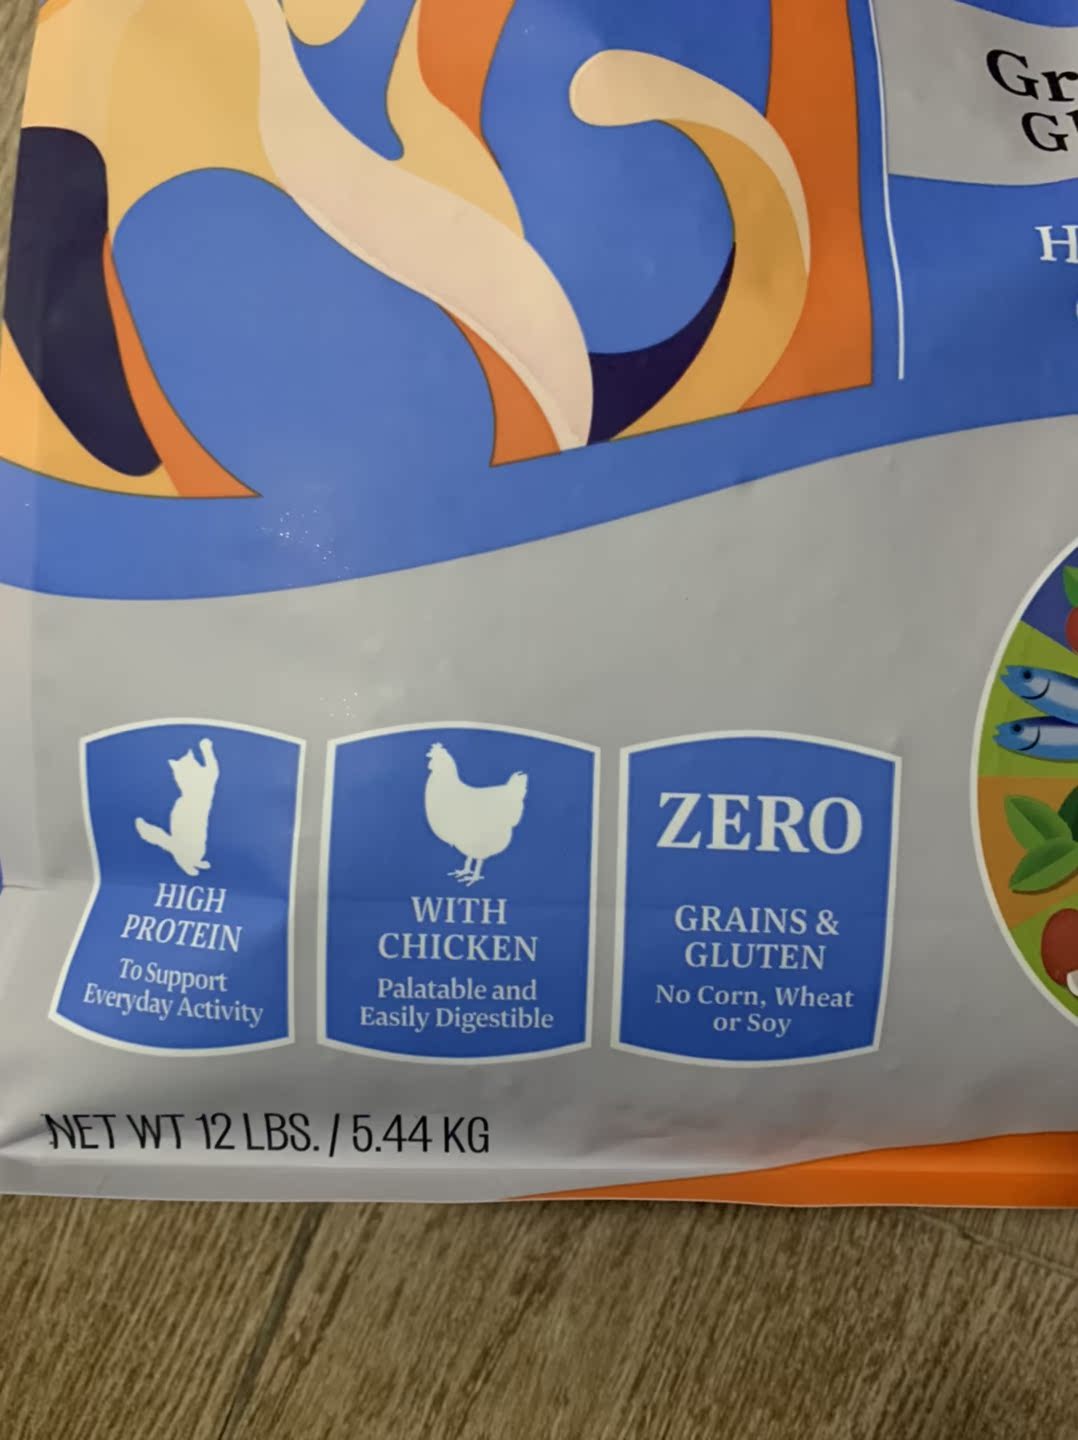 HIGH
PROTEIN
To Support
Everyday Activity
WITH
CHICKEN
Palatable and
Easily Digestible
ZERO
GRAINS &
GLUTEN
No Corn, Wheat
or Soy
NET WT 12 LBS. / 5.44 KG